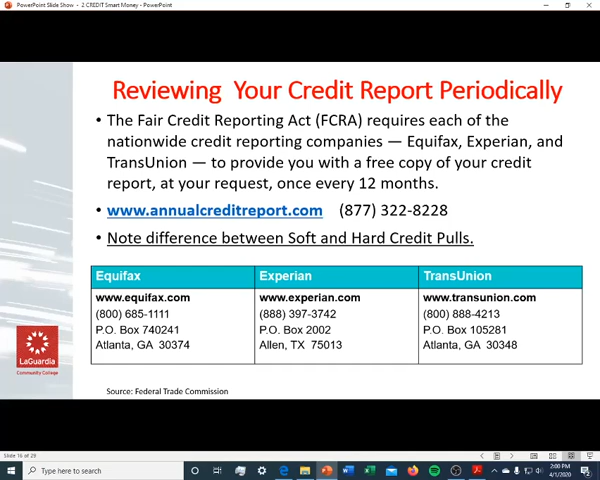 PowerPoint Slide Show - 2 CREDIT Smart Money - PowerPoint
Reviewing Your Credit Report Periodically
• The Fair Credit Reporting Act (FCRA) requires each of the
nationwide credit reporting companies — Equifax, Experian, and
TransUnion — to provide you with a free copy of your credit
report, at your request, once every 12 months.
• www.annualcreditreport.com (877) 322-8228
• Note difference between Soft and Hard Credit Pulls.
Equifax Experian TransUnion
www.equifax.com www.experian.com www.transunion.com
(800) 685-1111 (888) 397-3742 (800) 888-4213
P.O. Box 740241 P.O. Box 2002 P.O. Box 105281
Atlanta, GA 30374 Allen, TX 75013 Atlanta, GA 30348
LaGuardia
Community College
Source: Federal Trade Commission
Slide 16 of 29
Type here to search
2:00 PM
4/1/2020